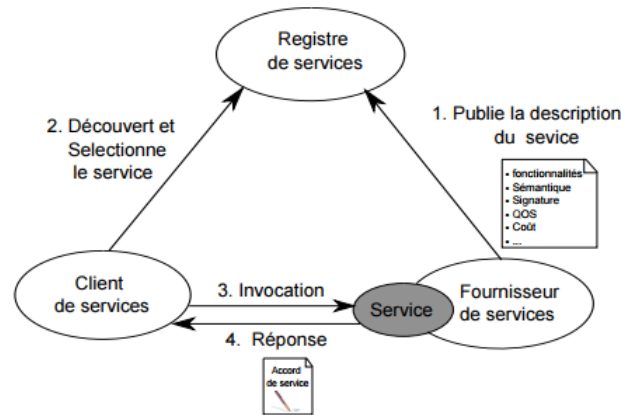 Registre
de services
2. Découvert et
Selectionne
le service
1. Publie la description
du sevice
• fonctionnalités
• Sémantique
• Signature
• QOS
• Coût
• ...
Client
de services
3. Invocation
Service
Fournisseur
de services
4. Réponse
Accord
de service